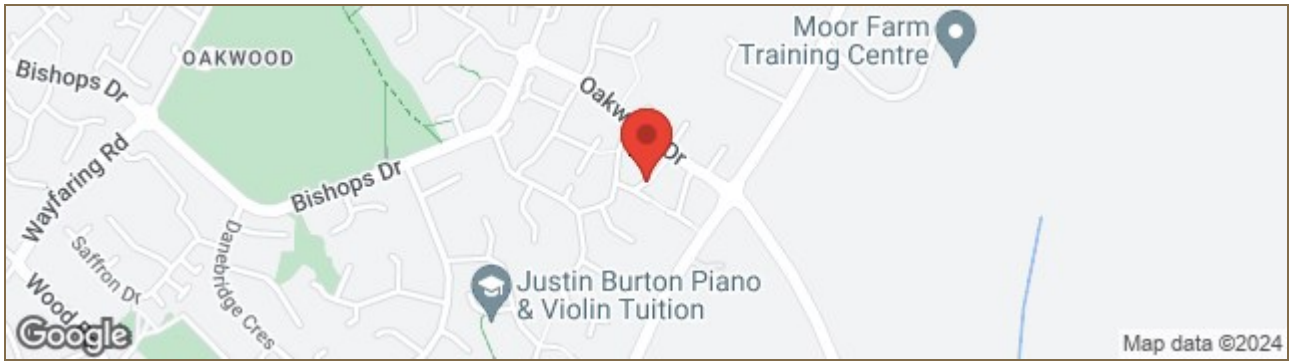 Moor Farm
Training Centre
OAKWOOD
Bishops Dr
Wayfaring Rd
Bishops Dr
Danebridge Cres
Saffron Dr
Wood
Justin Burton Piano
& Violin Tuition
Google
Map data ©2024